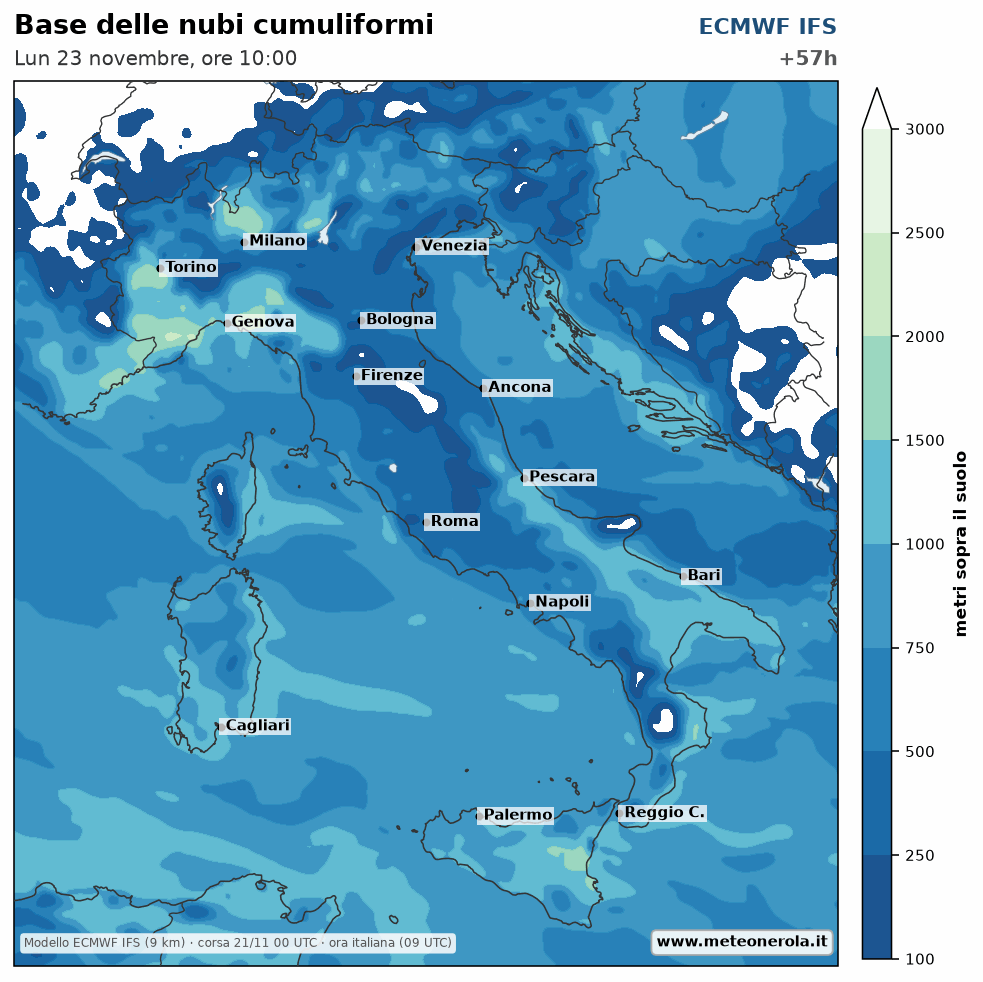 Base delle nubi cumuliformi
ECMWF IFS
Lun 23 novembre, ore 10:00
+57h
Milano
Venezia
Torino
Genova
Bologna
Firenze
Ancona
Pescara
Roma
Bari
Napoli
Cagliari
Palermo
Reggio C.
3000
2500
2000
1500
1000
750
500
250
100
metri sopra il suolo
Modello ECMWF IFS (9 km) · corsa 21/11 00 UTC · ora italiana (09 UTC)
www.meteonerola.it